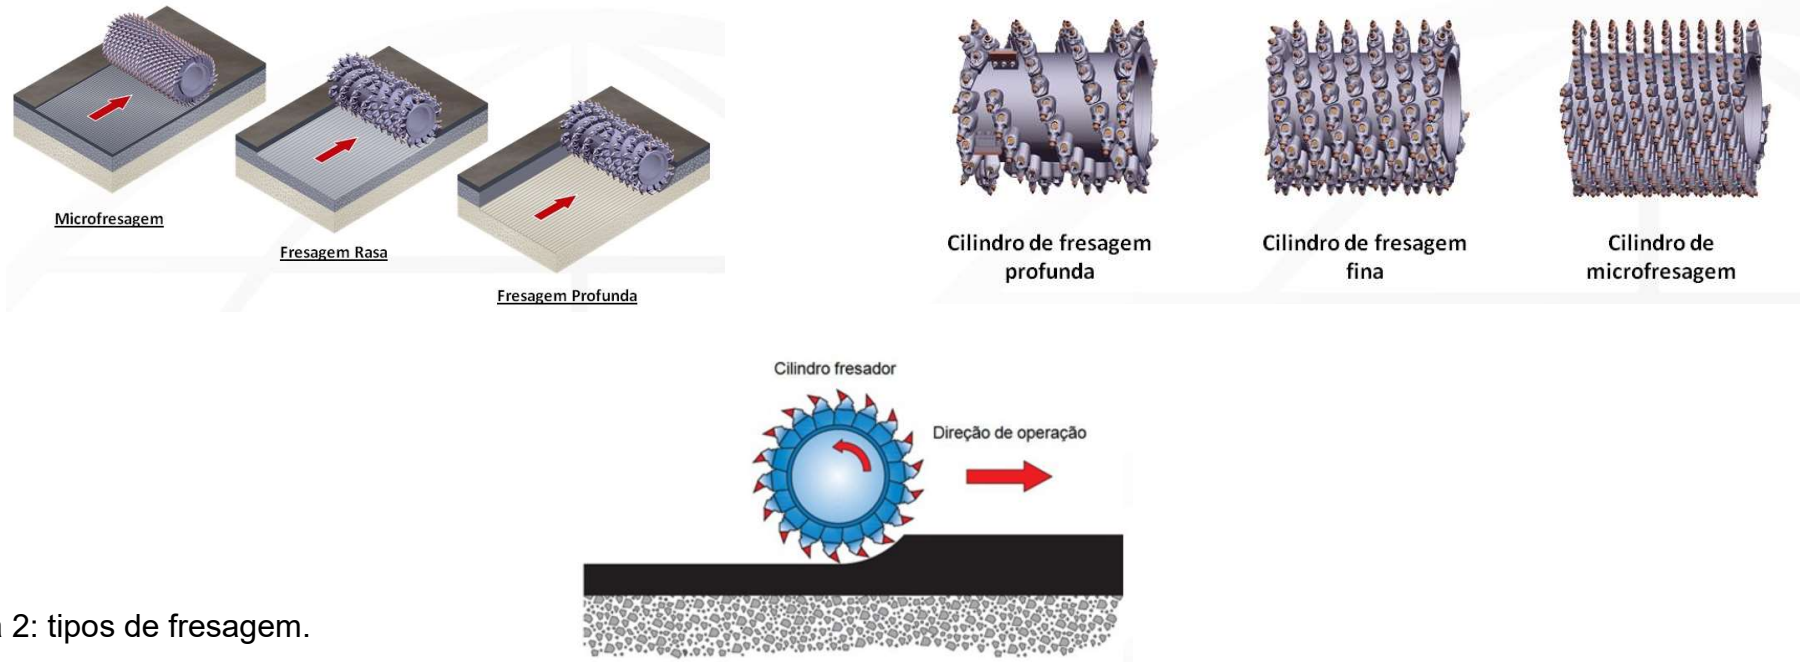 Microfresagem
Fresagem Rasa
Fresagem Profunda
Cilindro de fresagem
profunda
Cilindro de fresagem
fina
Cilindro de
microfresagem
Cilindro fresador
Direção de operação
2: tipos de fresagem.